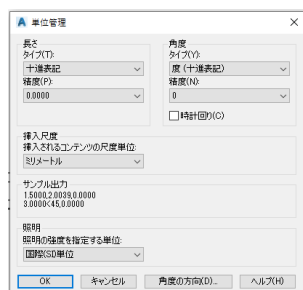 単位管理
長さ
タイプ(T):
十進表記
精度(P):
0.0000
角度
タイプ(Y):
度 (十進表記)
精度(N):
0
時計回り(C)
挿入尺度
挿入されるコンテンツの尺度単位:
ミリメートル
サンプル出力
1.5000,2.0039,0.0000
3.0000<45,0.0000
照明
照明の強度を指定する単位:
国際(SI)単位
OK
キャンセル
角度の方向(D)...
ヘルプ(H)